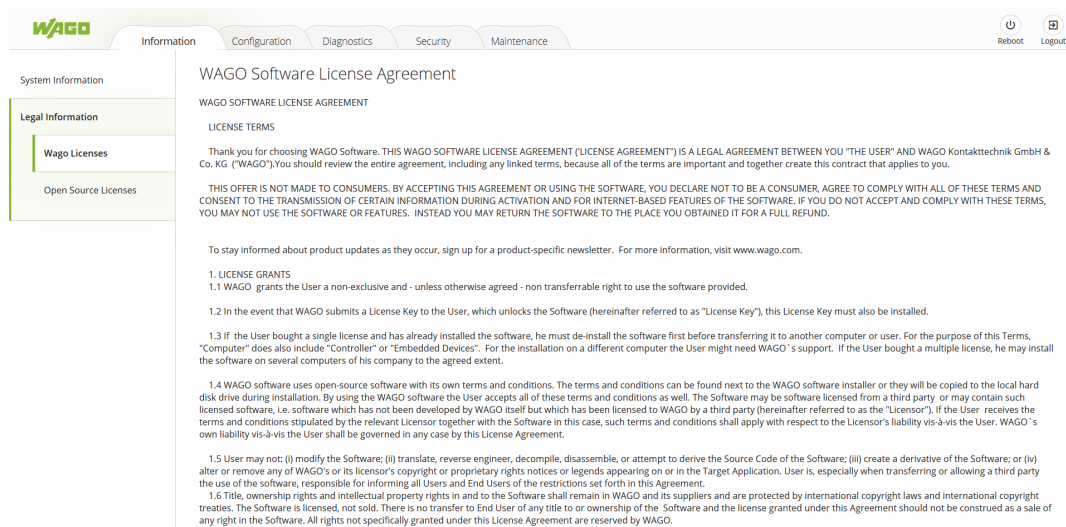 WAGO
Information
Configuration
Diagnostics
Security
Maintenance
Reboot
Logout
System Information
Legal Information
Wago Licenses
Open Source Licenses
WAGO Software License Agreement
WAGO SOFTWARE LICENSE AGREEMENT
LICENSE TERMS
Thank you for choosing WAGO Software. THIS WAGO SOFTWARE LICENSE AGREEMENT ('LICENSE AGREEMENT") IS A LEGAL AGREEMENT BETWEEN YOU "THE USER" AND WAGO Kontakttechnik GmbH &
Co. KG ("WAGO").You should review the entire agreement, including any linked terms, because all of the terms are important and together create this contract that applies to you.
THIS OFFER IS NOT MADE TO CONSUMERS. BY ACCEPTING THIS AGREEMENT OR USING THE SOFTWARE, YOU DECLARE NOT TO BE A CONSUMER, AGREE TO COMPLY WITH ALL OF THESE TERMS AND
CONSENT TO THE TRANSMISSION OF CERTAIN INFORMATION DURING ACTIVATION AND FOR INTERNET-BASED FEATURES OF THE SOFTWARE. IF YOU DO NOT ACCEPT AND COMPLY WITH THESE TERMS,
YOU MAY NOT USE THE SOFTWARE OR FEATURES. INSTEAD YOU MAY RETURN THE SOFTWARE TO THE PLACE YOU OBTAINED IT FOR A FULL REFUND.
To stay informed about product updates as they occur, sign up for a product-specific newsletter. For more information, visit www.wago.com.
1. LICENSE GRANTS
1.1 WAGO grants the User a non-exclusive and - unless otherwise agreed - non transferrable right to use the software provided.
1.2 In the event that WAGO submits a License Key to the User, which unlocks the Software (hereinafter referred to as "License Key"), this License Key must also be installed.
1.3 If the User bought a single license and has already installed the software, he must de-install the software first before transferring it to another computer or user. For the purpose of this Terms,
"Computer" does also include "Controller" or "Embedded Devices". For the installation on a different computer the User might need WAGO`s support. If the User bought a multiple license, he may install
the software on several computers of his company to the agreed extent.
1.4 WAGO software uses open-source software with its own terms and conditions. The terms and conditions can be found next to the WAGO software installer or they will be copied to the local hard
disk drive during installation. By using the WAGO software the User accepts all of these terms and conditions as well. The Software may be software licensed from a third party or may contain such
licensed software, i.e. software which has not been developed by WAGO itself but which has been licensed to WAGO by a third party (hereinafter referred to as the "Licensor"). If the User receives the
terms and conditions stipulated by the relevant Licensor together with the Software in this case, such terms and conditions shall apply with respect to the Licensor's liability vis-à-vis the User. WAGO`s
own liability vis-à-vis the User shall be governed in any case by this License Agreement.
1.5 User may not: (i) modify the Software; (ii) translate, reverse engineer, decompile, disassemble, or attempt to derive the Source Code of the Software; (iii) create a derivative of the Software; or (iv)
alter or remove any of WAGO's or its licensor's copyright or proprietary rights notices or legends appearing on or in the Target Application. User is, especially when transferring or allowing a third party
the use of the software, responsible for informing all Users and End Users of the restrictions set forth in this Agreement.
1.6 Title, ownership rights and intellectual property rights in and to the Software shall remain in WAGO and its suppliers and are protected by international copyright laws and international copyright
treaties. The Software is licensed, not sold. There is no transfer to End User of any title to or ownership of the Software and the license granted under this Agreement should not be construed as a sale of
any right in the Software. All rights not specifically granted under this License Agreement are reserved by WAGO.